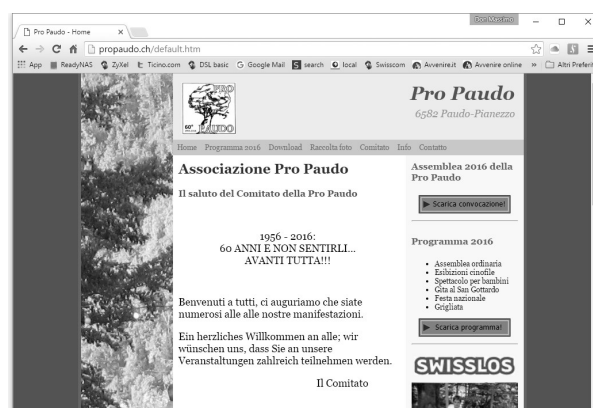 Don Massimo
Pro Paudo - Home
propaudo.ch/default.htm
App ReadyNAS ZyXel Ticino.com DSL basic Google Mail search local Swisscom Avvenire.it Avvenire online » Altri Preferit
PRO
PAUDO
60°
Pro Paudo
6582 Paudo-Pianezzo
Home Programma 2016 Download Raccolta foto Comitato Info Contatto
Associazione Pro Paudo
Il saluto del Comitato della Pro Paudo
1956 - 2016:
60 ANNI E NON SENTIRLI...
AVANTI TUTTA!!!
Benvenuti a tutti, ci auguriamo che siate
numerosi alle alle nostre manifestazioni.
Ein herzliches Willkommen an alle; wir
wünschen uns, dass Sie an unsere
Veranstaltungen zahlreich teilnehmen werden.
Il Comitato
Assemblea 2016 della
Pro Paudo
Scarica convocazione!
Programma 2016
Assemblea ordinaria
Esibizioni cinofile
Spettacolo per bambini
Gita al San Gottardo
Festa nazionale
Grigliata
Scarica programma!
SWISSLOS